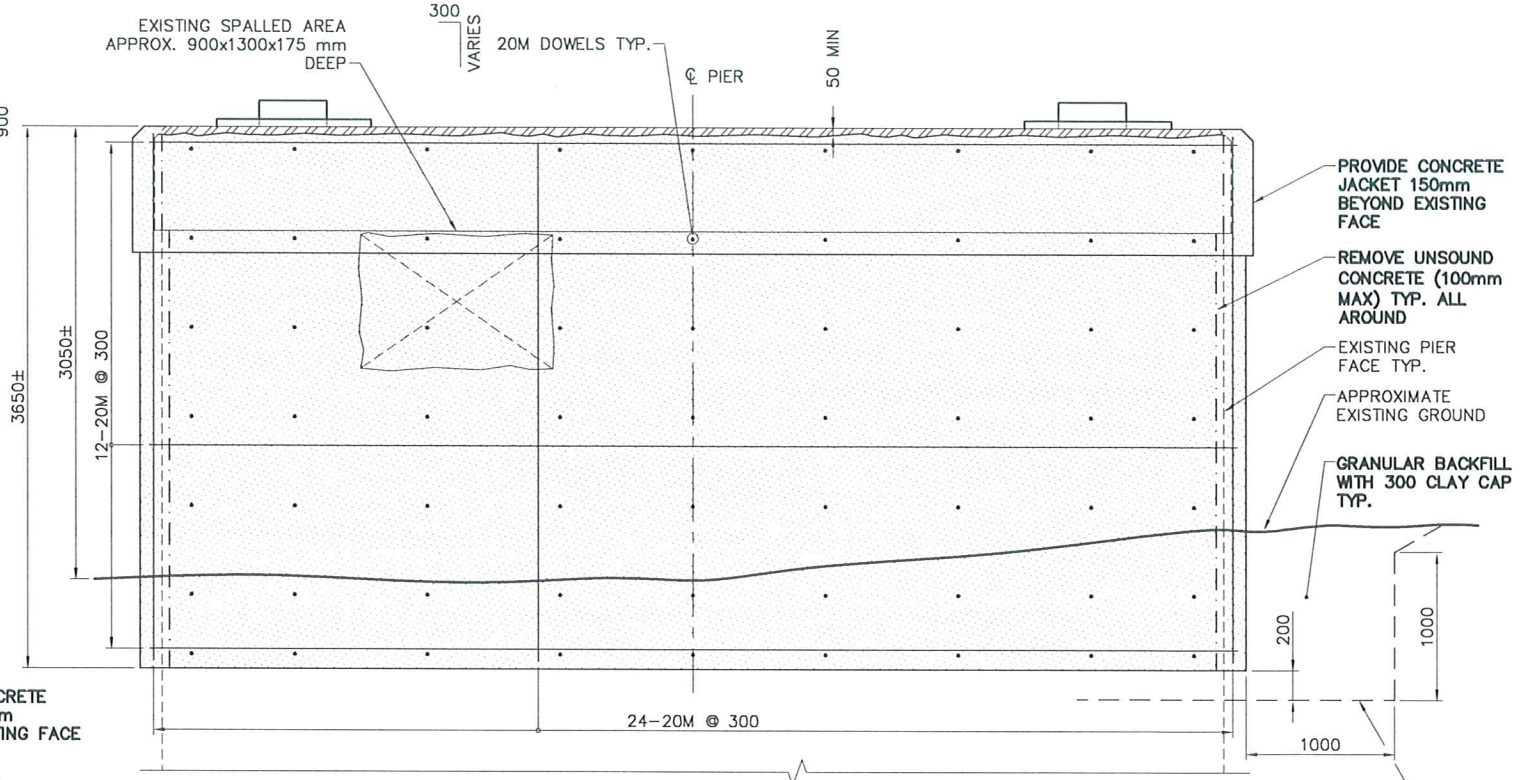 EXISTING SPALLED AREA
APPROX. 900x1300x175 mm
DEEP
300
VARIES
20M DOWELS TYP.
℄ PIER
50 MIN
900
3650±
3050±
12-20M @ 300
PROVIDE CONCRETE
JACKET 150mm
BEYOND EXISTING
FACE
REMOVE UNSOUND
CONCRETE (100mm
MAX) TYP. ALL
AROUND
EXISTING PIER
FACE TYP.
APPROXIMATE
EXISTING GROUND
GRANULAR BACKFILL
WITH 300 CLAY CAP
TYP.
200
1000
1000
24-20M @ 300
CRETE
m
TING FACE